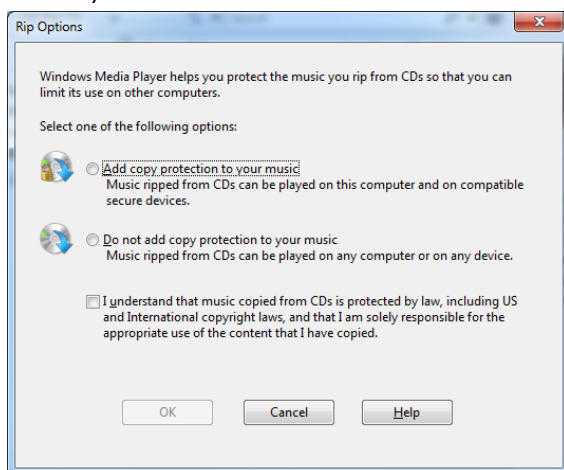 Rip Options
Windows Media Player helps you protect the music you rip from CDs so that you can
limit its use on other computers.
Select one of the following options:
Add copy protection to your music
Music ripped from CDs can be played on this computer and on compatible
secure devices.
Do not add copy protection to your music
Music ripped from CDs can be played on any computer or on any device.
I understand that music copied from CDs is protected by law, including US
and International copyright laws, and that I am solely responsible for the
appropriate use of the content that I have copied.
OK Cancel Help